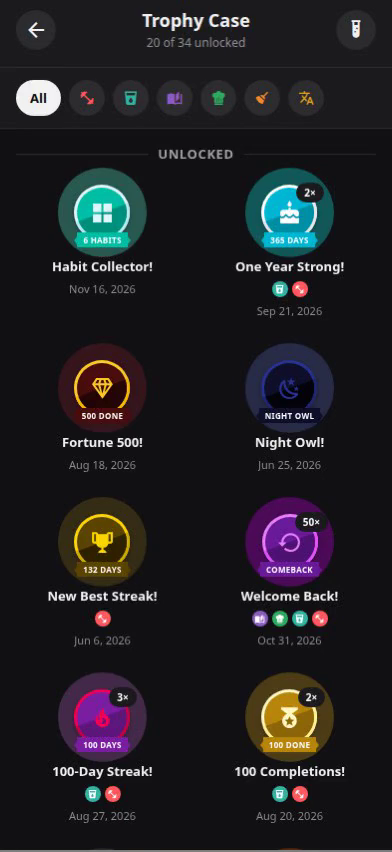 Trophy Case
20 of 34 unlocked
All
UNLOCKED
6 HABITS
Habit Collector!
Nov 16, 2026
2×
365 DAYS
One Year Strong!
Sep 21, 2026
500 DONE
Fortune 500!
Aug 18, 2026
NIGHT OWL
Night Owl!
Jun 25, 2026
132 DAYS
New Best Streak!
Jun 6, 2026
50×
COMEBACK
Welcome Back!
Oct 31, 2026
3×
100 DAYS
100-Day Streak!
Aug 27, 2026
2×
100 DONE
100 Completions!
Aug 20, 2026